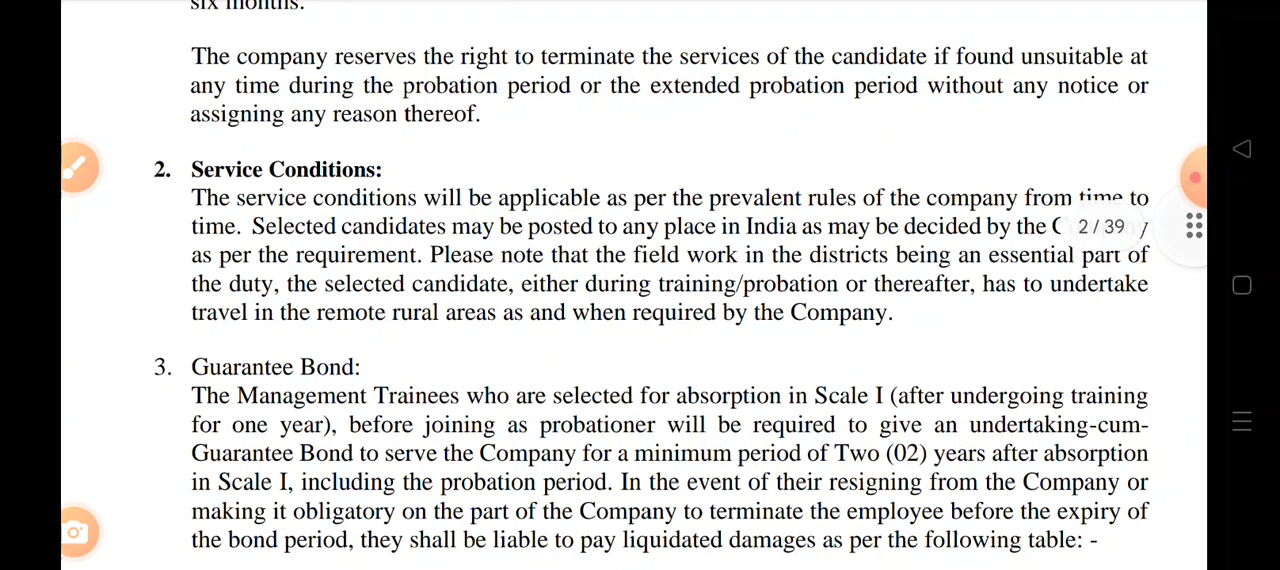 six months.
The company reserves the right to terminate the services of the candidate if found unsuitable at
any time during the probation period or the extended probation period without any notice or
assigning any reason thereof.
2. Service Conditions:
The service conditions will be applicable as per the prevalent rules of the company from time to
time. Selected candidates may be posted to any place in India as may be decided by the
2/39
as per the requirement. Please note that the field work in the districts being an essential part of
the duty, the selected candidate, either during training/probation or thereafter, has to undertake
travel in the remote rural areas as and when required by the Company.
3. Guarantee Bond:
The Management Trainees who are selected for absorption in Scale I (after undergoing training
for one year), before joining as probationer will be required to give an undertaking-cum-
Guarantee Bond to serve the Company for a minimum period of Two (02) years after absorption
in Scale I, including the probation period. In the event of their resigning from the Company or
making it obligatory on the part of the Company to terminate the employee before the expiry of
the bond period, they shall be liable to pay liquidated damages as per the following table: -